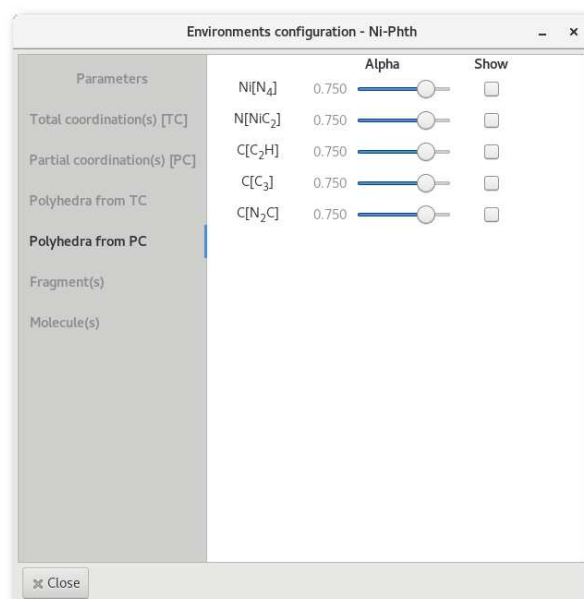 Environments configuration - Ni-Phth
Parameters
Total coordination(s) [TC]
Partial coordination(s) [PC]
Polyhedra from TC
Polyhedra from PC
Fragment(s)
Molecule(s)
Alpha Show
Ni[N₄] 0.750
N[NiC₂] 0.750
C[C₂H] 0.750
C[C₃] 0.750
C[N₂C] 0.750
Close